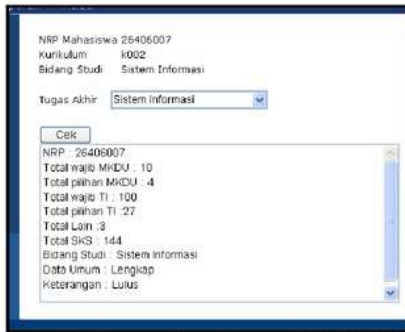 NRP Mahasiswa 26406007
Kurikulum k002
Bidang Studi Sistem Informasi
Tugas Akhir Sistem Informasi
Cek
NRP : 26406007
Total wajib MKDU : 10
Total pilihan MKDU : 4
Total wajib TI : 100
Total pilihan TI :27
Total Lain :3
Total SKS : 144
Bidang Studi : Sistem Informasi
Data Umum : Lengkap
Keterangan : Lulus